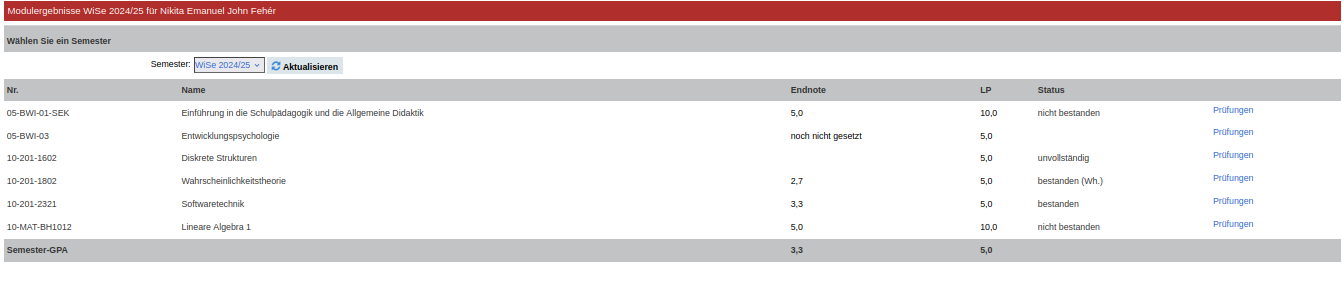 Modulergebnisse WiSe 2024/25 für Nikita Emanuel John Fehér
Wählen Sie ein Semester
Semester: WiSe 2024/25 Aktualisieren
Nr. Name Endnote LP Status
05-BWI-01-SEK Einführung in die Schulpädagogik und die Allgemeine Didaktik 5,0 10,0 nicht bestanden Prüfungen
05-BWI-03 Entwicklungspsychologie noch nicht gesetzt 5,0 Prüfungen
10-201-1602 Diskrete Strukturen 5,0 unvollständig Prüfungen
10-201-1802 Wahrscheinlichkeitstheorie 2,7 5,0 bestanden (Wh.) Prüfungen
10-201-2321 Softwaretechnik 3,3 5,0 bestanden Prüfungen
10-MAT-BH1012 Lineare Algebra 1 5,0 10,0 nicht bestanden Prüfungen
Semester-GPA 3,3 5,0